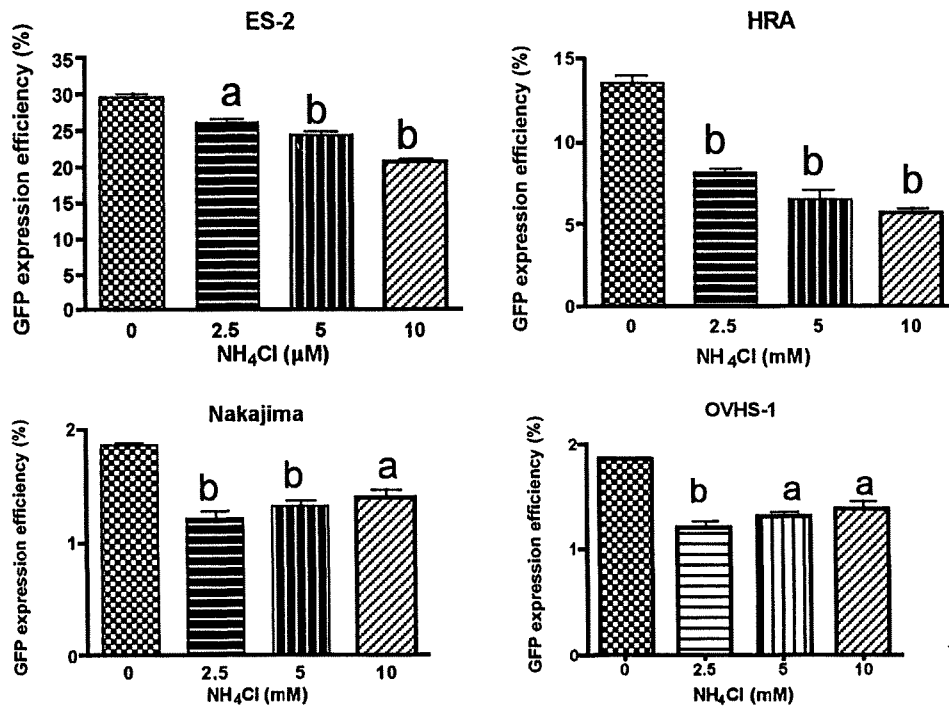 ES-2
GFP expression efficiency (%)
35
30
25
20
15
10
5
0
a
b
b
0 2.5 5 10
NH₄Cl (µM)
HRA
GFP expression efficiency (%)
15
10
5
0
b
b
b
0 2.5 5 10
NH₄Cl (mM)
Nakajima
GFP expression efficiency (%)
2
1
0
b
b
a
0 2.5 5 10
NH₄Cl (mM)
OVHS-1
GFP expression efficiency (%)
2
1
0
b
a
a
0 2.5 5 10
NH₄Cl (mM)